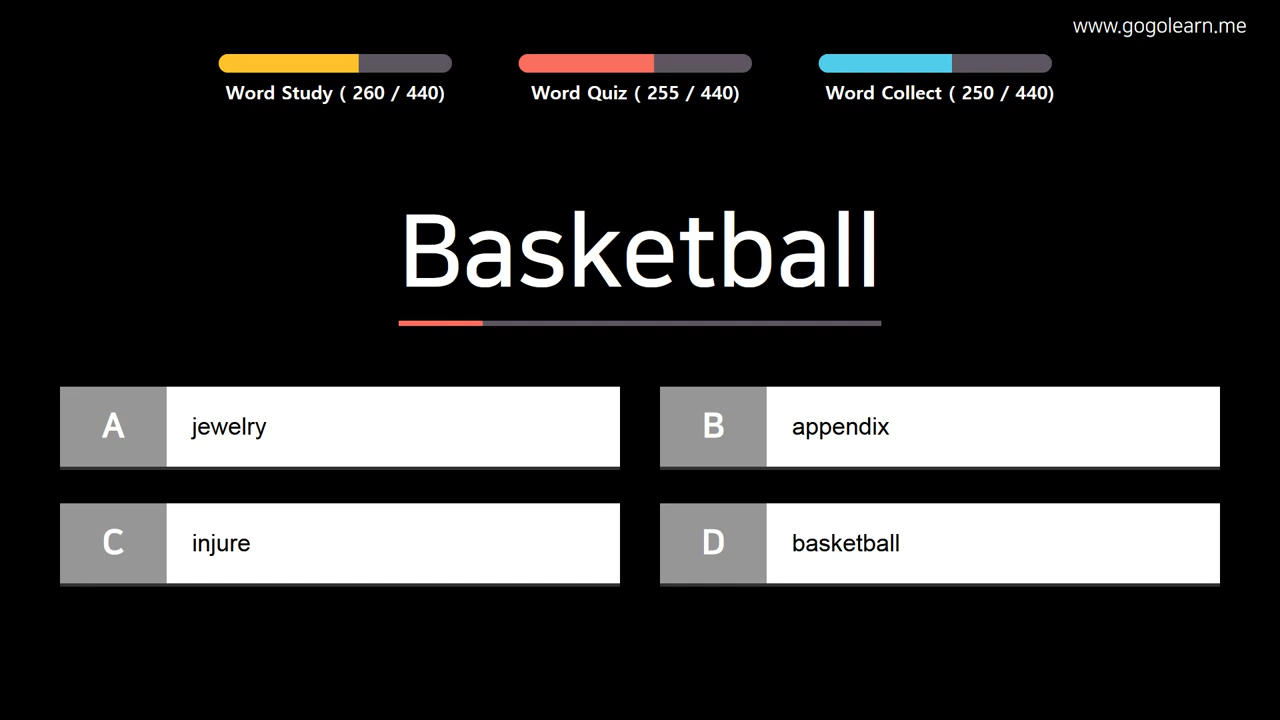 www.gogolearn.me
Word Study ( 260 / 440)
Word Quiz ( 255 / 440)
Word Collect ( 250 / 440)
Basketball
A jewelry
B appendix
C injure
D basketball